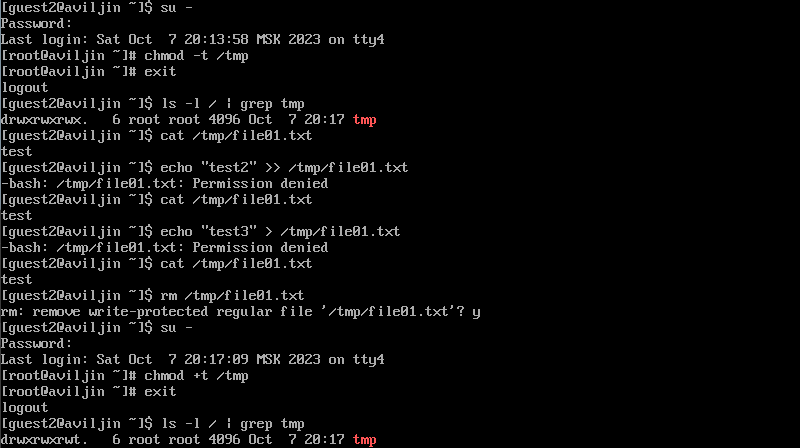 [guest2@aviljin ~]$ su -
Password:
Last login: Sat Oct  7 20:13:58 MSK 2023 on tty4
[root@aviljin ~]# chmod -t /tmp
[root@aviljin ~]# exit
logout
[guest2@aviljin ~]$ ls -l / | grep tmp
drwxrwxrwx.   6 root root 4096 Oct  7 20:17 tmp
[guest2@aviljin ~]$ cat /tmp/file01.txt
test
[guest2@aviljin ~]$ echo "test2" >> /tmp/file01.txt
-bash: /tmp/file01.txt: Permission denied
[guest2@aviljin ~]$ cat /tmp/file01.txt
test
[guest2@aviljin ~]$ echo "test3" > /tmp/file01.txt
-bash: /tmp/file01.txt: Permission denied
[guest2@aviljin ~]$ cat /tmp/file01.txt
test
[guest2@aviljin ~]$ rm /tmp/file01.txt
rm: remove write-protected regular file '/tmp/file01.txt'? y
[guest2@aviljin ~]$ su -
Password:
Last login: Sat Oct  7 20:17:09 MSK 2023 on tty4
[root@aviljin ~]# chmod +t /tmp
[root@aviljin ~]# exit
logout
[guest2@aviljin ~]$ ls -l / | grep tmp
drwxrwxrwt.   6 root root 4096 Oct  7 20:17 tmp